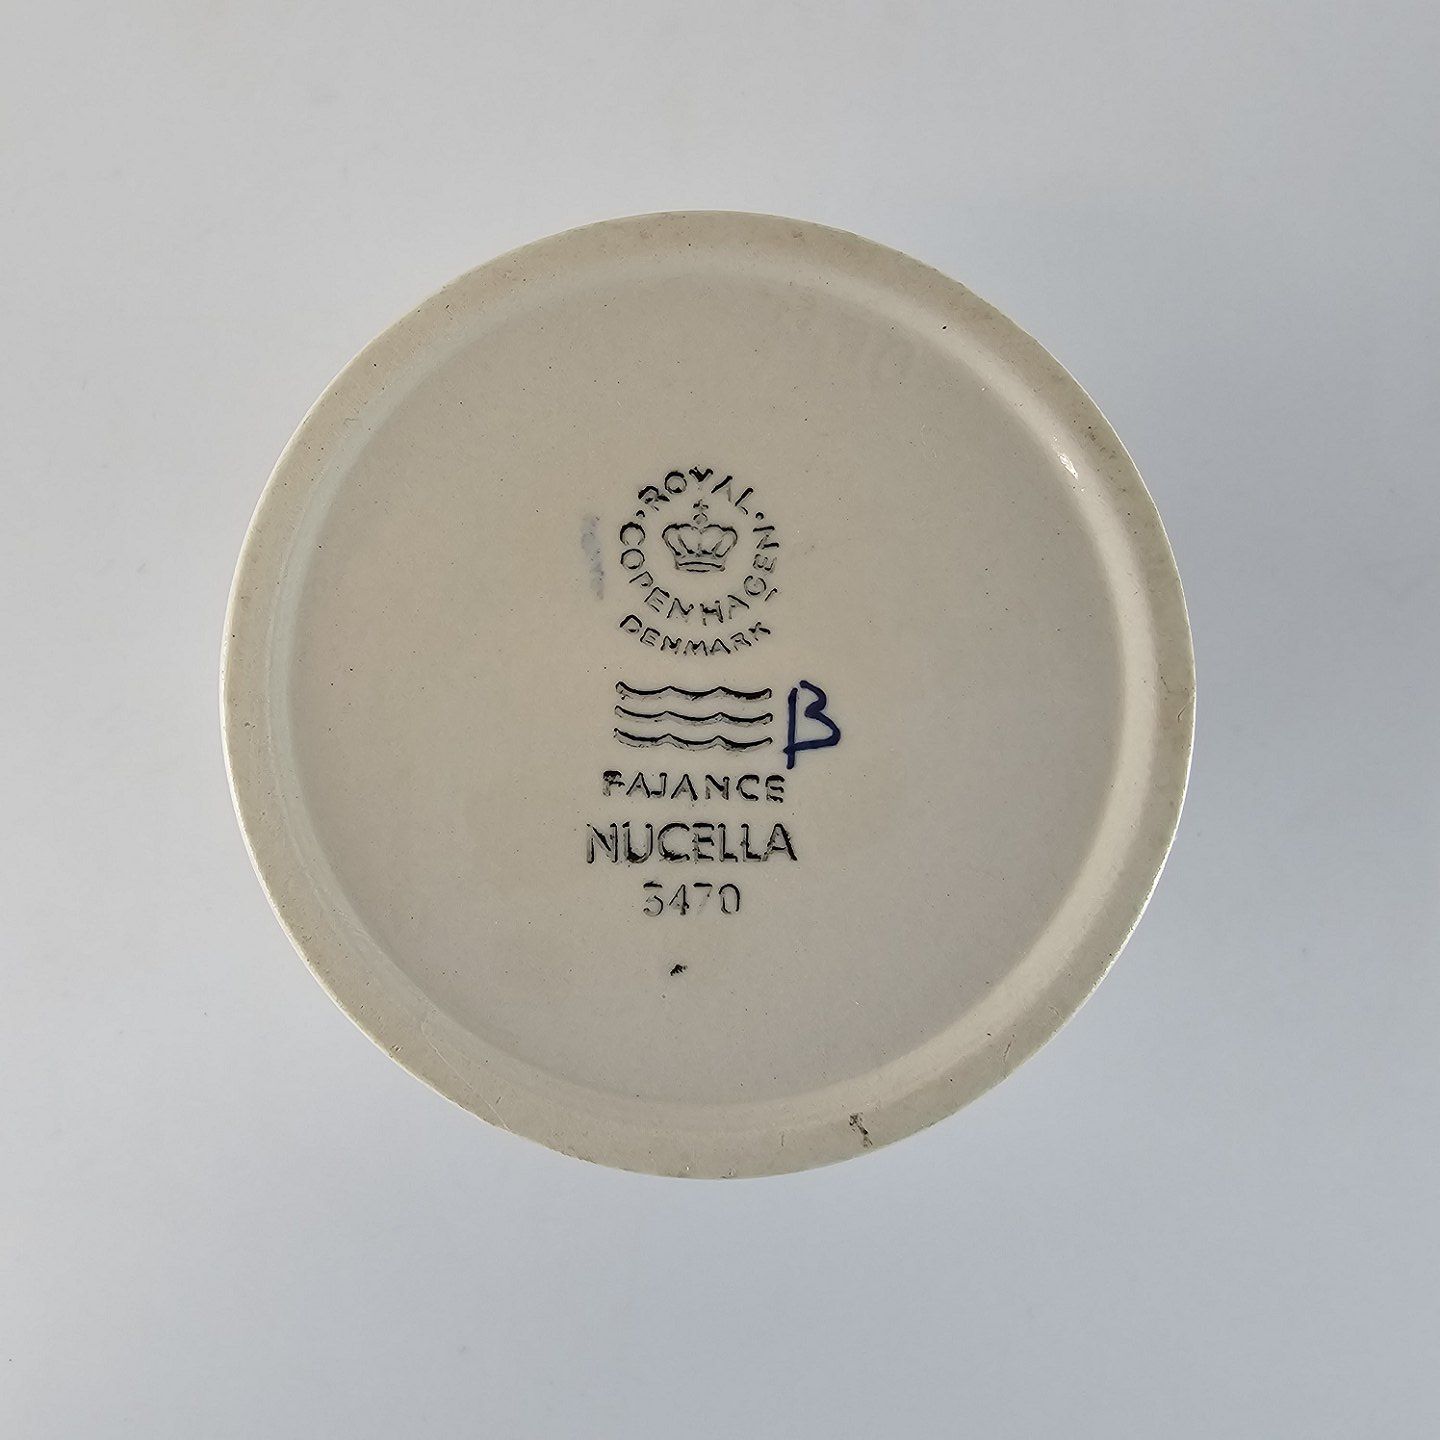 ROYAL
COPENHAGEN
DENMARK
B
FAJANCE
NUCELLA
3470